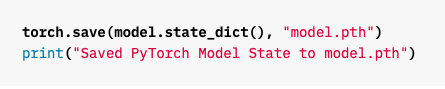 torch.save(model.state_dict(), "model.pth")
print("Saved PyTorch Model State to model.pth")